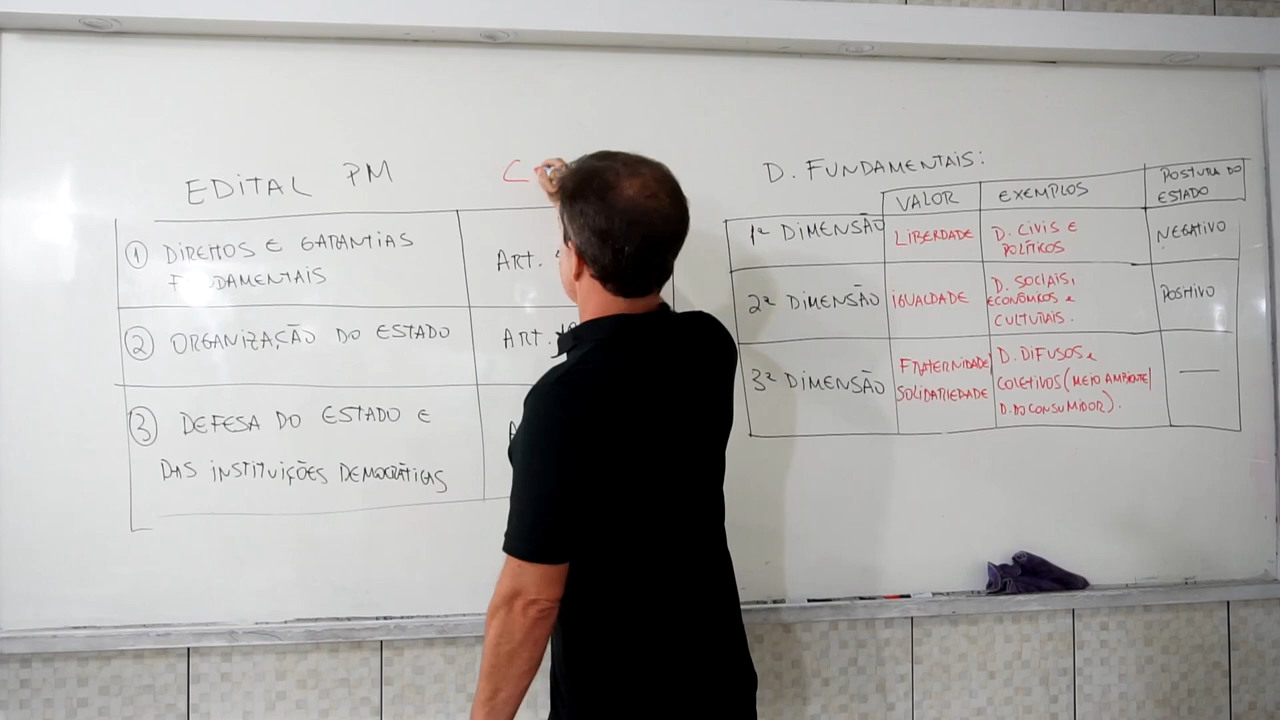 EDITAL PM
C
① DIREITOS E GARANTIAS
FUNDAMENTAIS
ART.
② ORGANIZAÇÃO DO ESTADO
ART.
③ DEFESA DO ESTADO E
DAS INSTITUIÇÕES DEMOCRÁTICAS
D. FUNDAMENTAIS:
VALOR
EXEMPLOS
POSTURA DO
ESTADO
1ª DIMENSÃO
LIBERDADE
D. CIVIS E
POLÍTICOS
NEGATIVO
2ª DIMENSÃO
IGUALDADE
D. SOCIAIS,
ECONÔMICOS E
CULTURAIS.
POSITIVO
3ª DIMENSÃO
FRATERNIDADE/
SOLIDARIEDADE
D. DIFUSOS E
COLETIVOS (MEIO AMBIENTE/
D. DO CONSUMIDOR).
—